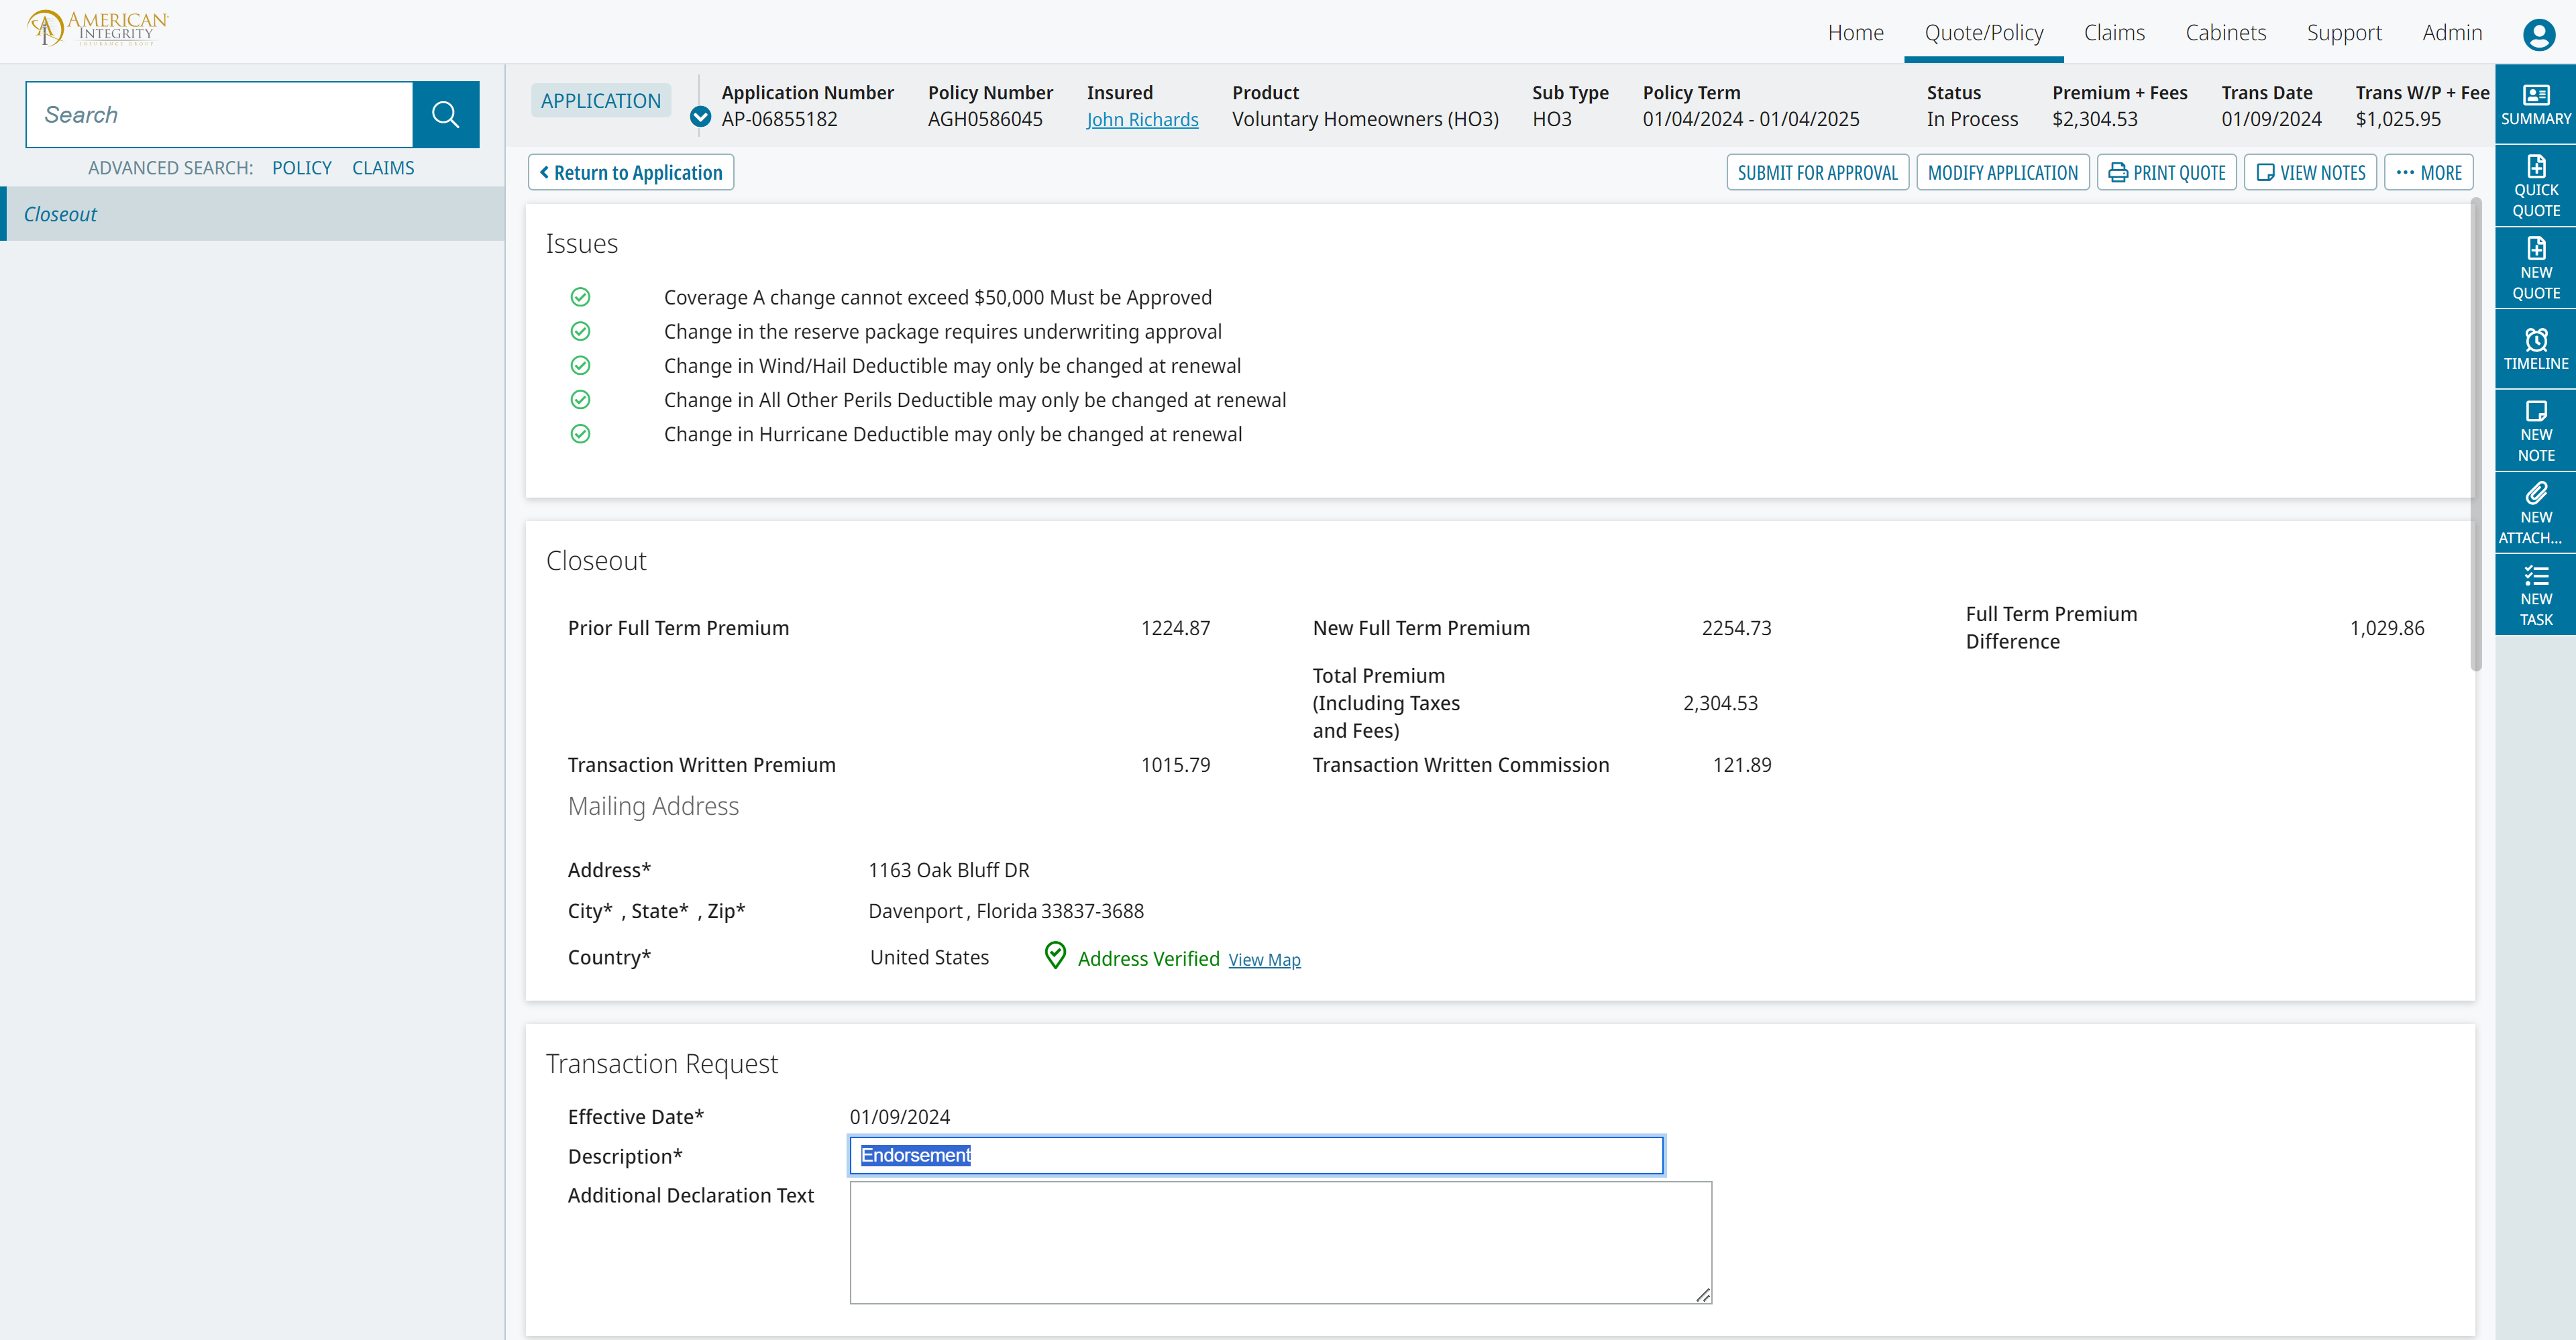 AMERICAN
INTEGRITY
INSURANCE GROUP
Home Quote/Policy Claims Cabinets Support Admin
Search
ADVANCED SEARCH: POLICY CLAIMS
Closeout
APPLICATION
Application Number Policy Number Insured Product Sub Type Policy Term Status Premium + Fees Trans Date Trans W/P + Fee
AP-06855182 AGH0586045 John Richards Voluntary Homeowners (HO3) HO3 01/04/2024 - 01/04/2025 In Process $2,304.53 01/09/2024 $1,025.95
Return to Application SUBMIT FOR APPROVAL MODIFY APPLICATION PRINT QUOTE VIEW NOTES MORE
Issues
Coverage A change cannot exceed $50,000 Must be Approved
Change in the reserve package requires underwriting approval
Change in Wind/Hail Deductible may only be changed at renewal
Change in All Other Perils Deductible may only be changed at renewal
Change in Hurricane Deductible may only be changed at renewal
Closeout
Prior Full Term Premium 1224.87 New Full Term Premium 2254.73 Full Term Premium
Difference 1,029.86
Total Premium
(Including Taxes 2,304.53
and Fees)
Transaction Written Premium 1015.79 Transaction Written Commission 121.89
Mailing Address
Address* 1163 Oak Bluff DR
City* , State* , Zip* Davenport , Florida 33837-3688
Country* United States Address Verified View Map
Transaction Request
Effective Date* 01/09/2024
Description* Endorsement
Additional Declaration Text
SUMMARY
QUICK
QUOTE
NEW
QUOTE
TIMELINE
NEW
NOTE
NEW
ATTACH...
NEW
TASK